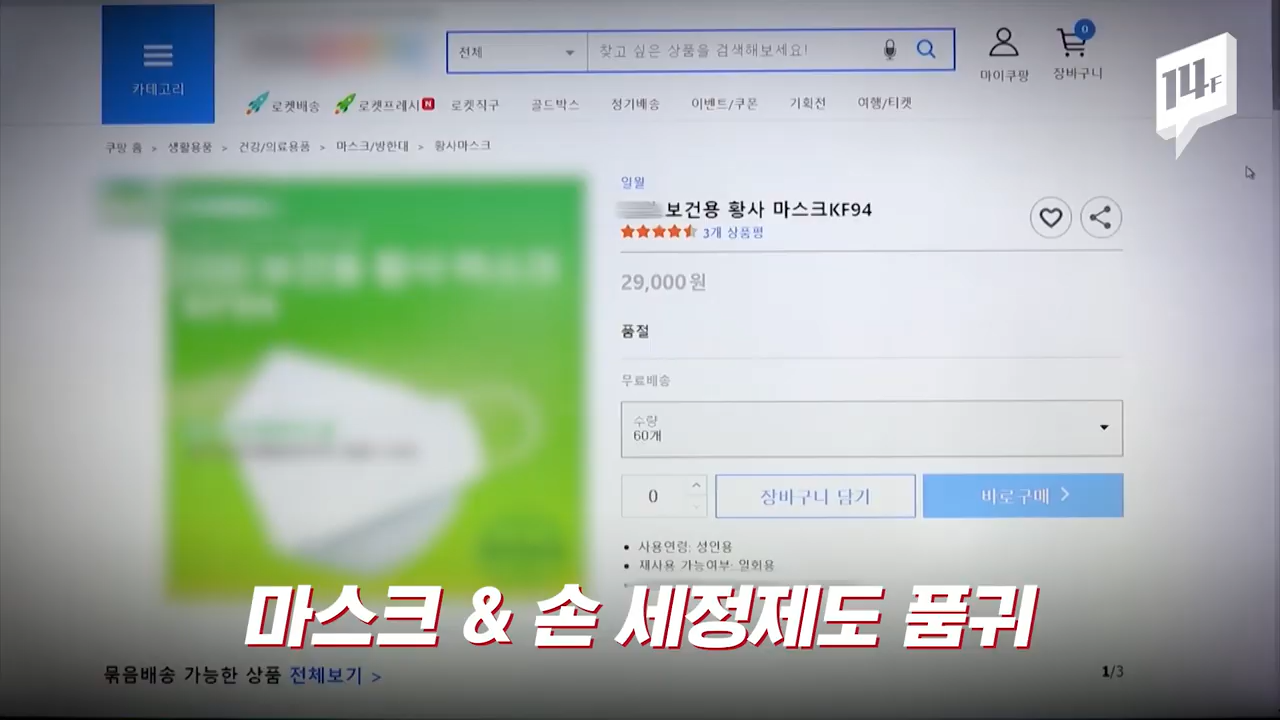 카테고리
전체
찾고 싶은 상품을 검색해보세요!
마이쿠팡
0
장바구니
14F
로켓배송
로켓프레시 N
로켓직구
골드박스
정기배송
이벤트/쿠폰
기획전
여행/티켓
쿠팡 홈 > 생활용품 > 건강/의료용품 > 마스크/방한대 > 황사마스크
일월
보건용 황사 마스크KF94
3개 상품평
29,000원
품절
무료배송
수량
60개
0
장바구니 담기
바로구매 >
• 사용연령: 성인용
• 재사용 가능여부: 일회용
마스크 & 손 세정제도 품귀
묶음배송 가능한 상품 전체보기 >
1/3